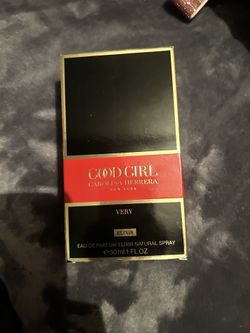 GOOD GIRL
CAROLINA HERRERA
NEW YORK
VERY
ELIXIR
EAU DE PARFUM ELIXIR NATURAL SPRAY
℮30ml 1 FL.OZ